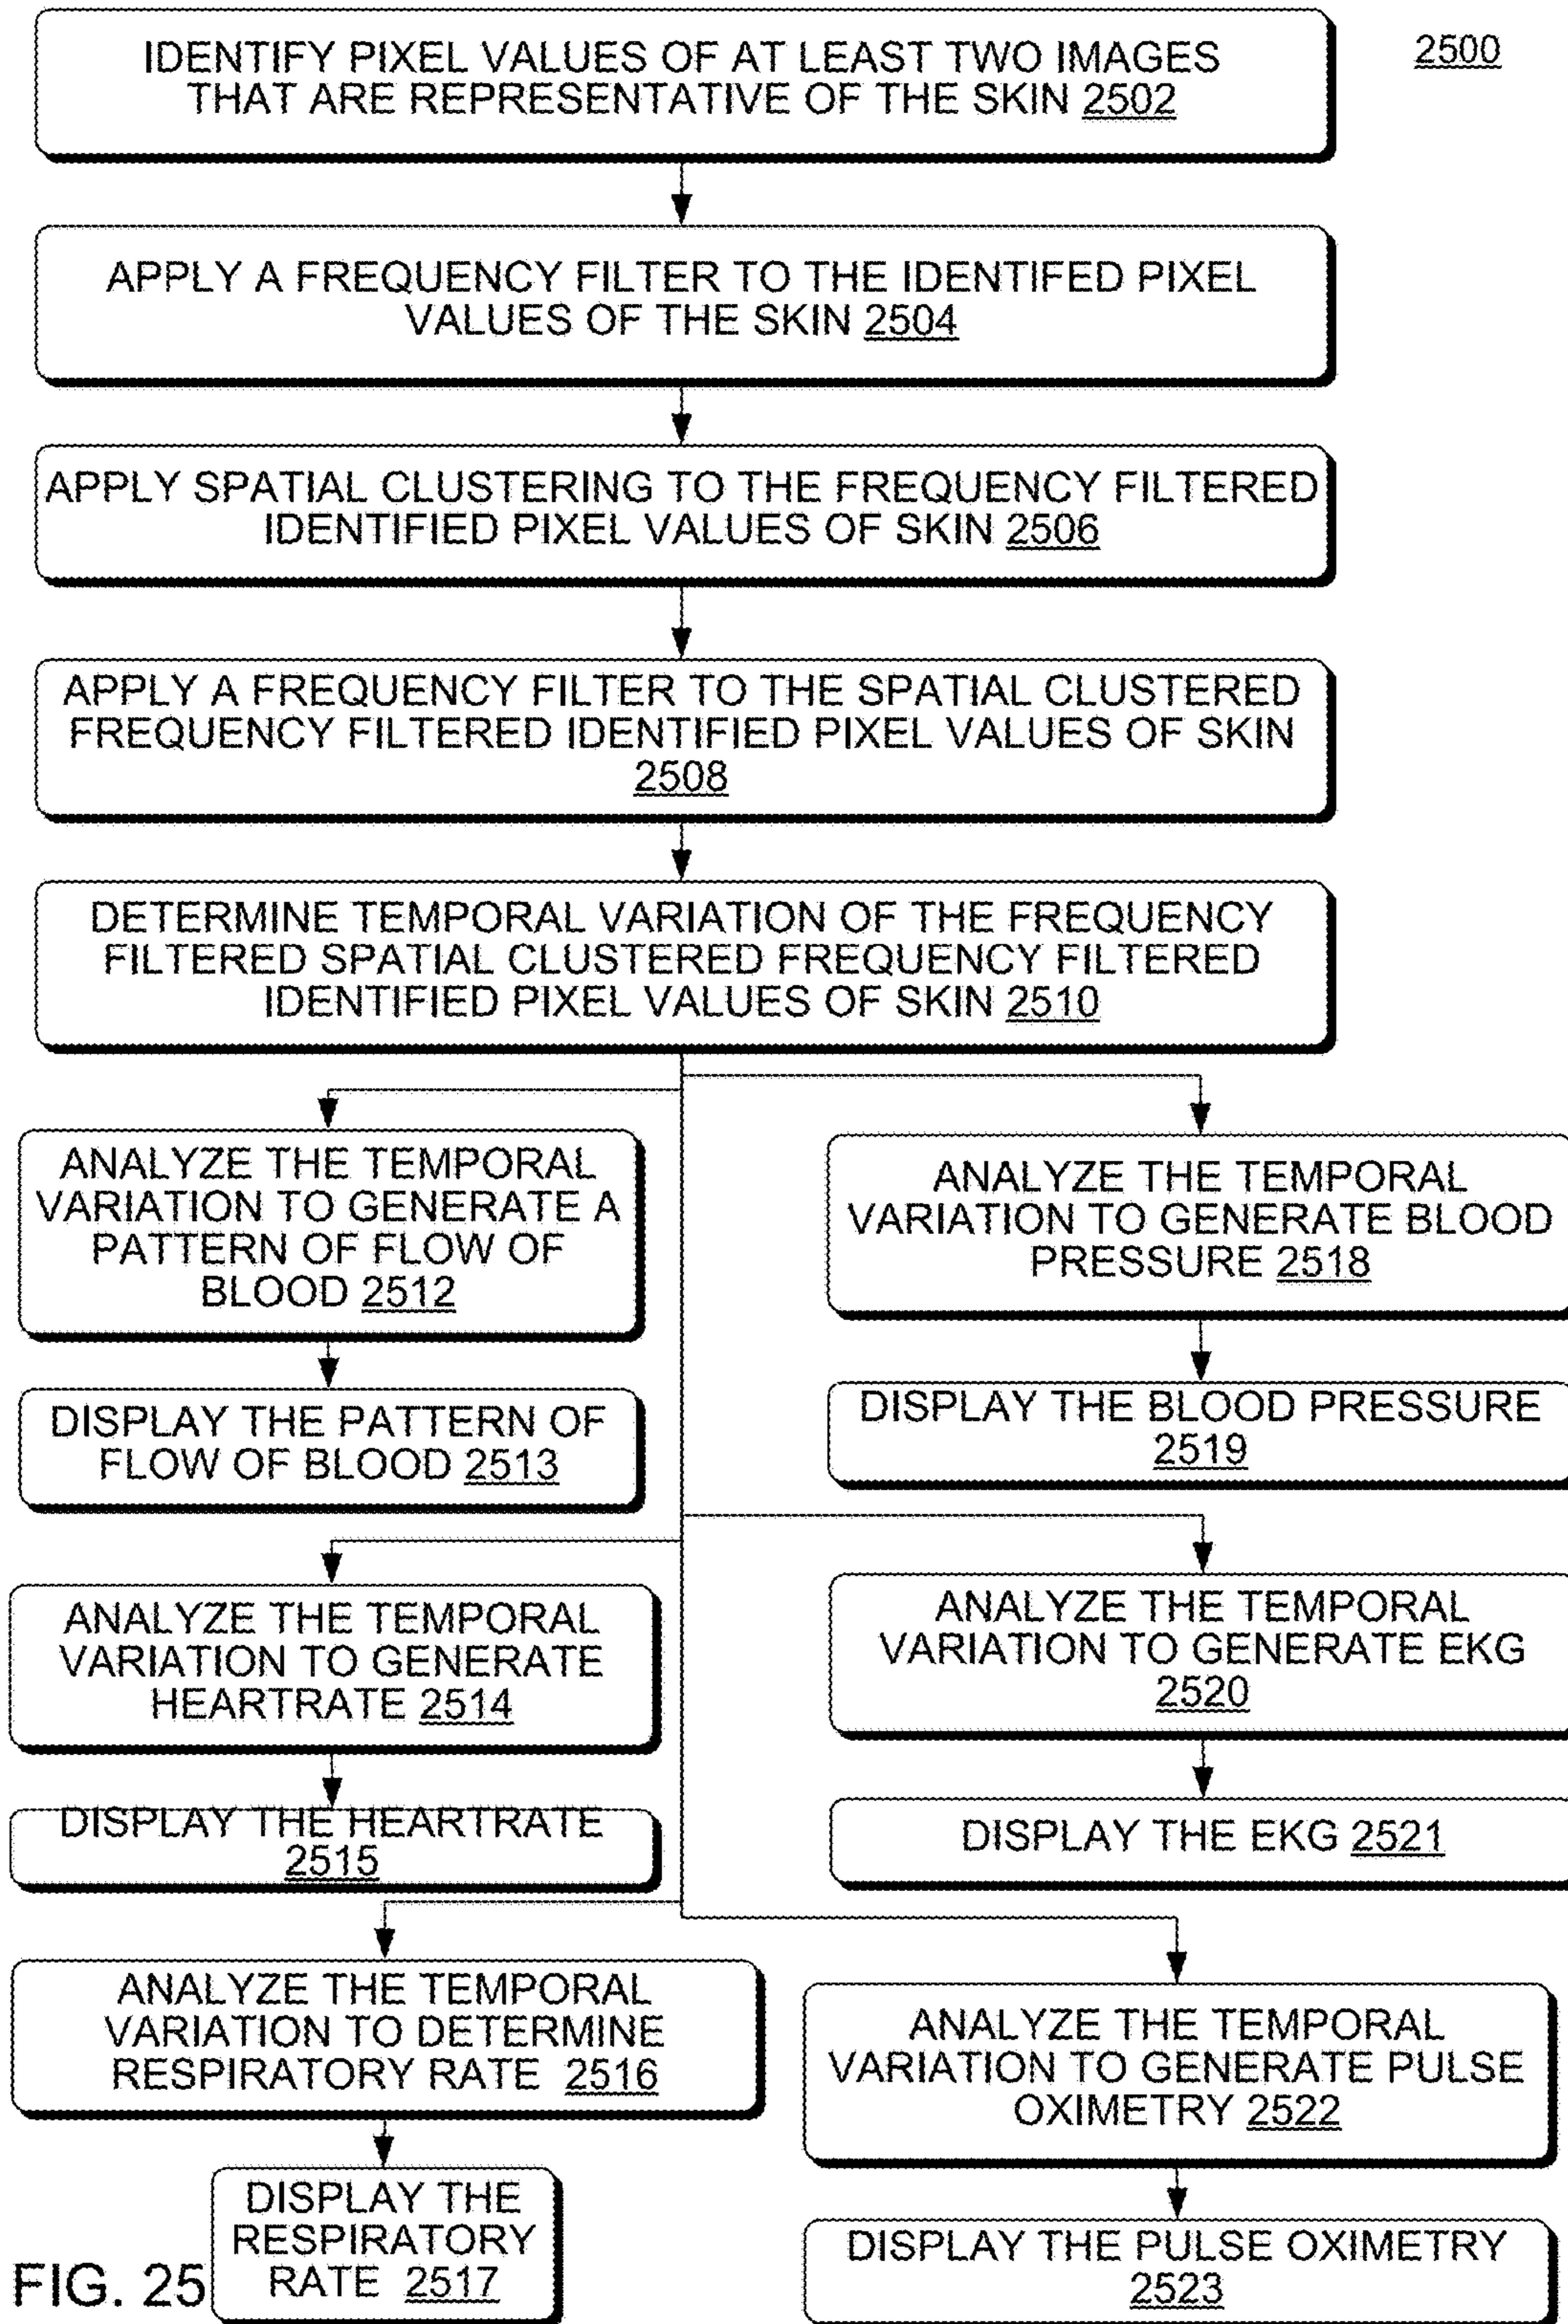 2500
IDENTIFY PIXEL VALUES OF AT LEAST TWO IMAGES
THAT ARE REPRESENTATIVE OF THE SKIN 2502
APPLY A FREQUENCY FILTER TO THE IDENTIFED PIXEL
VALUES OF THE SKIN 2504
APPLY SPATIAL CLUSTERING TO THE FREQUENCY FILTERED
IDENTIFIED PIXEL VALUES OF SKIN 2506
APPLY A FREQUENCY FILTER TO THE SPATIAL CLUSTERED
FREQUENCY FILTERED IDENTIFIED PIXEL VALUES OF SKIN
2508
DETERMINE TEMPORAL VARIATION OF THE FREQUENCY
FILTERED SPATIAL CLUSTERED FREQUENCY FILTERED
IDENTIFIED PIXEL VALUES OF SKIN 2510
ANALYZE THE TEMPORAL
VARIATION TO GENERATE A
PATTERN OF FLOW OF
BLOOD 2512
DISPLAY THE PATTERN OF
FLOW OF BLOOD 2513
ANALYZE THE TEMPORAL
VARIATION TO GENERATE BLOOD
PRESSURE 2518
DISPLAY THE BLOOD PRESSURE
2519
ANALYZE THE TEMPORAL
VARIATION TO GENERATE
HEARTRATE 2514
DISPLAY THE HEARTRATE
2515
ANALYZE THE TEMPORAL
VARIATION TO GENERATE EKG
2520
DISPLAY THE EKG 2521
ANALYZE THE TEMPORAL
VARIATION TO DETERMINE
RESPIRATORY RATE 2516
DISPLAY THE
RESPIRATORY
RATE 2517
ANALYZE THE TEMPORAL
VARIATION TO GENERATE PULSE
OXIMETRY 2522
DISPLAY THE PULSE OXIMETRY
2523
FIG. 25